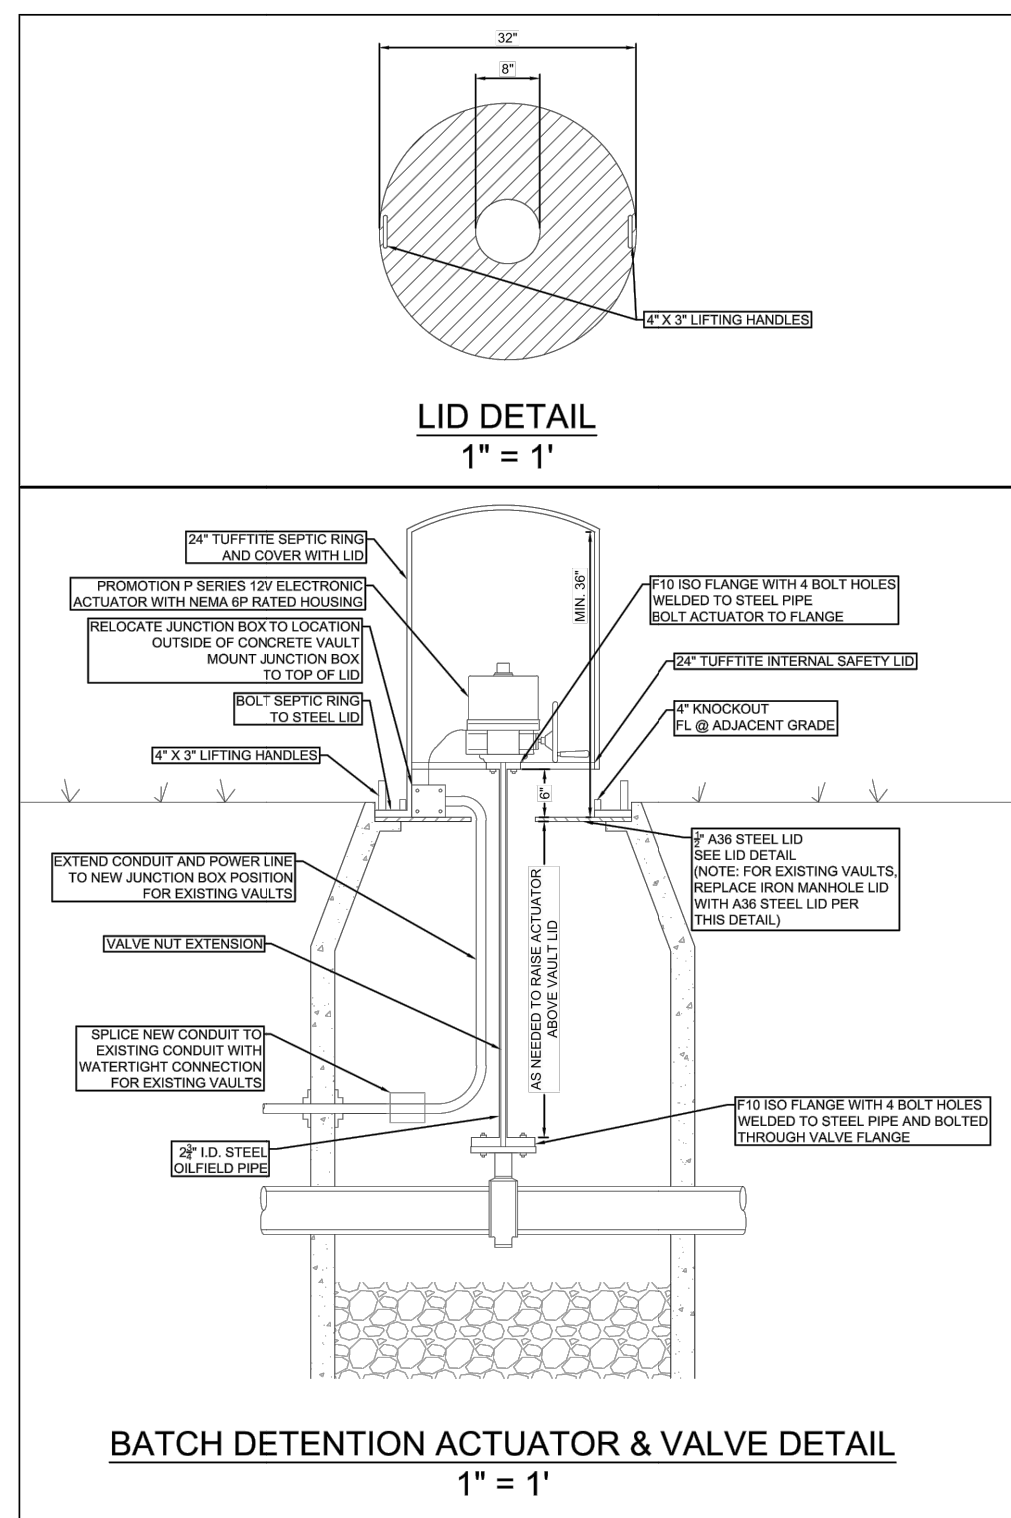 32"
8"
4" X 3" LIFTING HANDLES
LID DETAIL
1" = 1'
24" TUFFTITE SEPTIC RING
AND COVER WITH LID
PROMOTION P SERIES 12V ELECTRONIC
ACTUATOR WITH NEMA 6P RATED HOUSING
RELOCATE JUNCTION BOX TO LOCATION
OUTSIDE OF CONCRETE VAULT
MOUNT JUNCTION BOX
TO TOP OF LID
BOLT SEPTIC RING
TO STEEL LID
4" X 3" LIFTING HANDLES
MIN. 36"
F10 ISO FLANGE WITH 4 BOLT HOLES
WELDED TO STEEL PIPE
BOLT ACTUATOR TO FLANGE
24" TUFFTITE INTERNAL SAFETY LID
4" KNOCKOUT
FL @ ADJACENT GRADE
6"
½" A36 STEEL LID
SEE LID DETAIL
(NOTE: FOR EXISTING VAULTS,
REPLACE IRON MANHOLE LID
WITH A36 STEEL LID PER
THIS DETAIL)
EXTEND CONDUIT AND POWER LINE
TO NEW JUNCTION BOX POSITION
FOR EXISTING VAULTS
VALVE NUT EXTENSION
AS NEEDED TO RAISE ACTUATOR
ABOVE VAULT LID
SPLICE NEW CONDUIT TO
EXISTING CONDUIT WITH
WATERTIGHT CONNECTION
FOR EXISTING VAULTS
F10 ISO FLANGE WITH 4 BOLT HOLES
WELDED TO STEEL PIPE AND BOLTED
THROUGH VALVE FLANGE
2¾" I.D. STEEL
OILFIELD PIPE
BATCH DETENTION ACTUATOR & VALVE DETAIL
1" = 1'